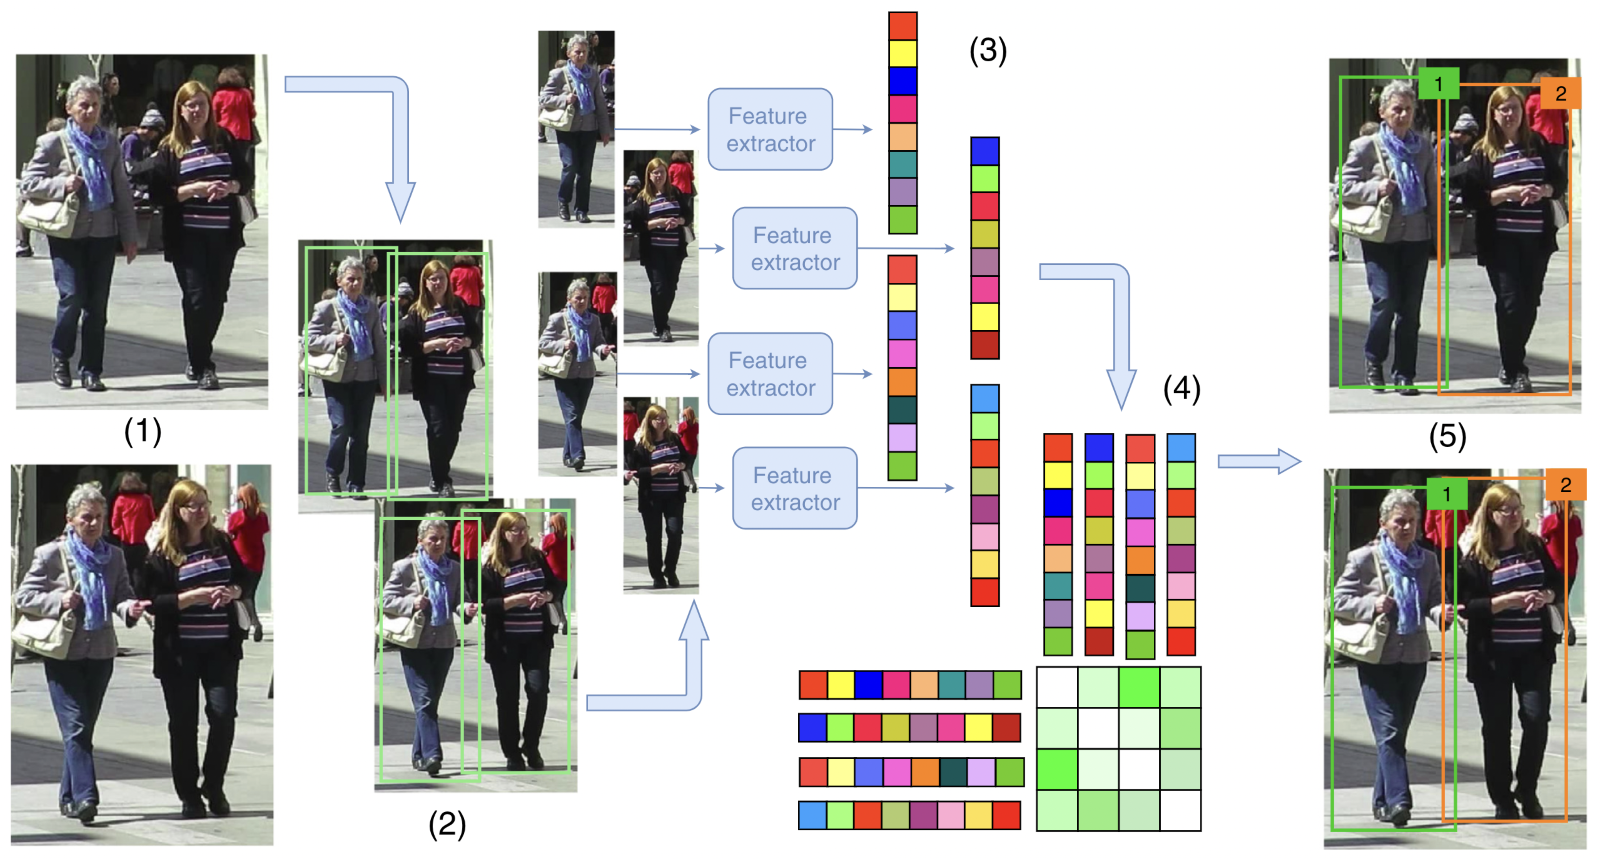 (1)
(2)
Feature
extractor
Feature
extractor
Feature
extractor
Feature
extractor
(3)
(4)
1
2
(5)
1
2